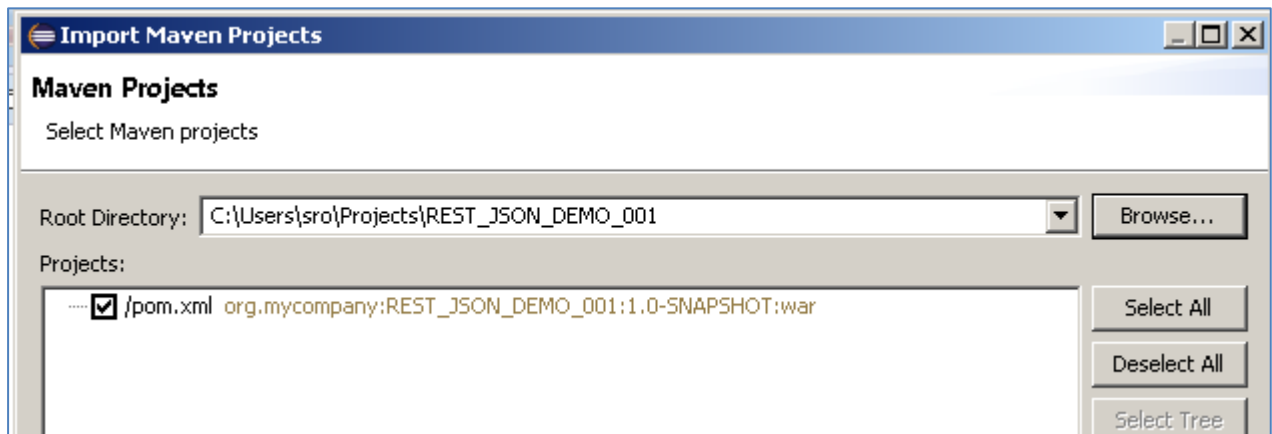 Import Maven Projects
Maven Projects
Select Maven projects
Root Directory: C:\Users\sro\Projects\REST_JSON_DEMO_001 Browse...
Projects:
/pom.xml org.mycompany:REST_JSON_DEMO_001:1.0-SNAPSHOT:war
Select All
Deselect All
Select Tree